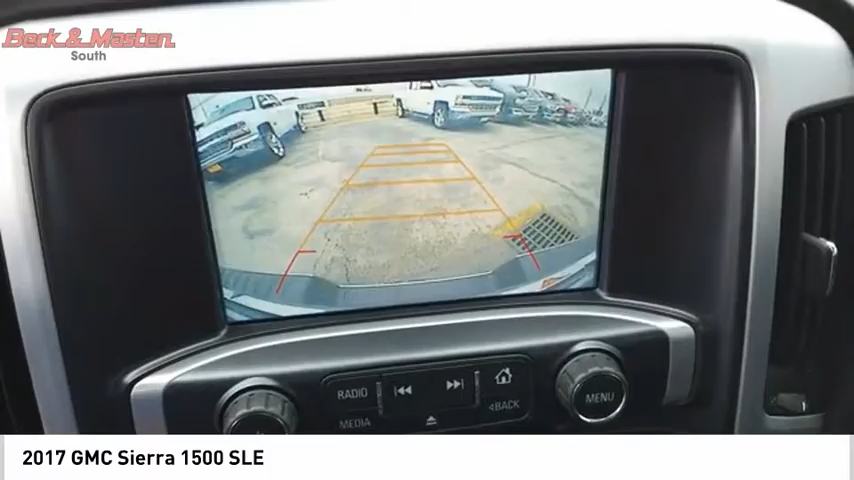 Beck & Masten
South
RADIO
MEDIA
MENU
BACK
2017 GMC Sierra 1500 SLE